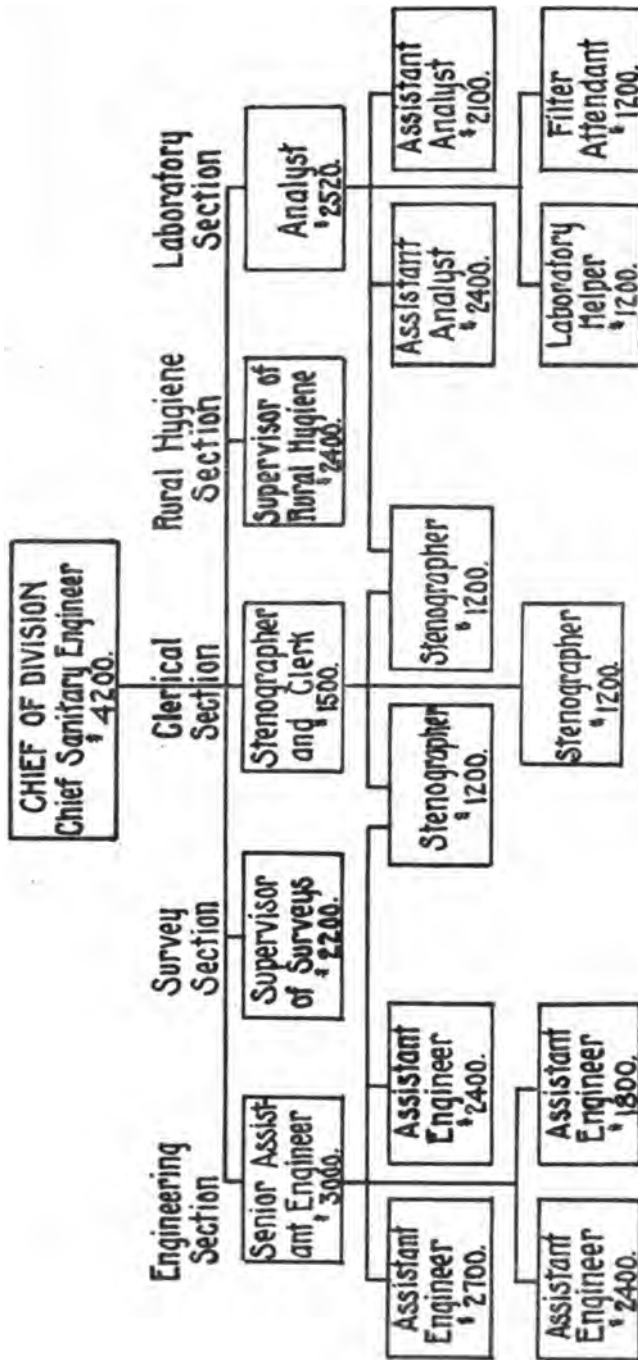 CHIEF OF DIVISION
Chief Sanitary Engineer
$ 4200.
Engineering
Section
Survey
Section
Clerical
Section
Rural Hygiene
Section
Laboratory
Section
Senior Assist-
ant Engineer
$ 3000.
Supervisor
of Surveys
$ 2200.
Stenographer
and Clerk
$ 1500.
Supervisor of
Rural Hygiene
$ 2400.
Analyst
$ 2520.
Assistant
Engineer
$ 2700.
Assistant
Engineer
$ 2400.
Stenographer
$ 1200.
Stenographer
$ 1200.
Assistant
Analyst
$ 2400.
Assistant
Analyst
$ 2100.
Assistant
Engineer
$ 2400.
Assistant
Engineer
$ 1800.
Stenographer
$ 1200.
Laboratory
Helper
$ 1200.
Filter
Attendant
$ 1200.